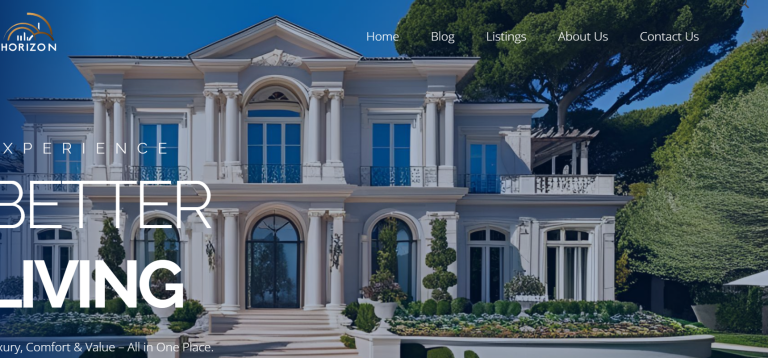 HORIZON
Home Blog Listings About Us Contact Us
XPERIENCE
BETTER
LIVING
xury, Comfort & Value – All in One Place.